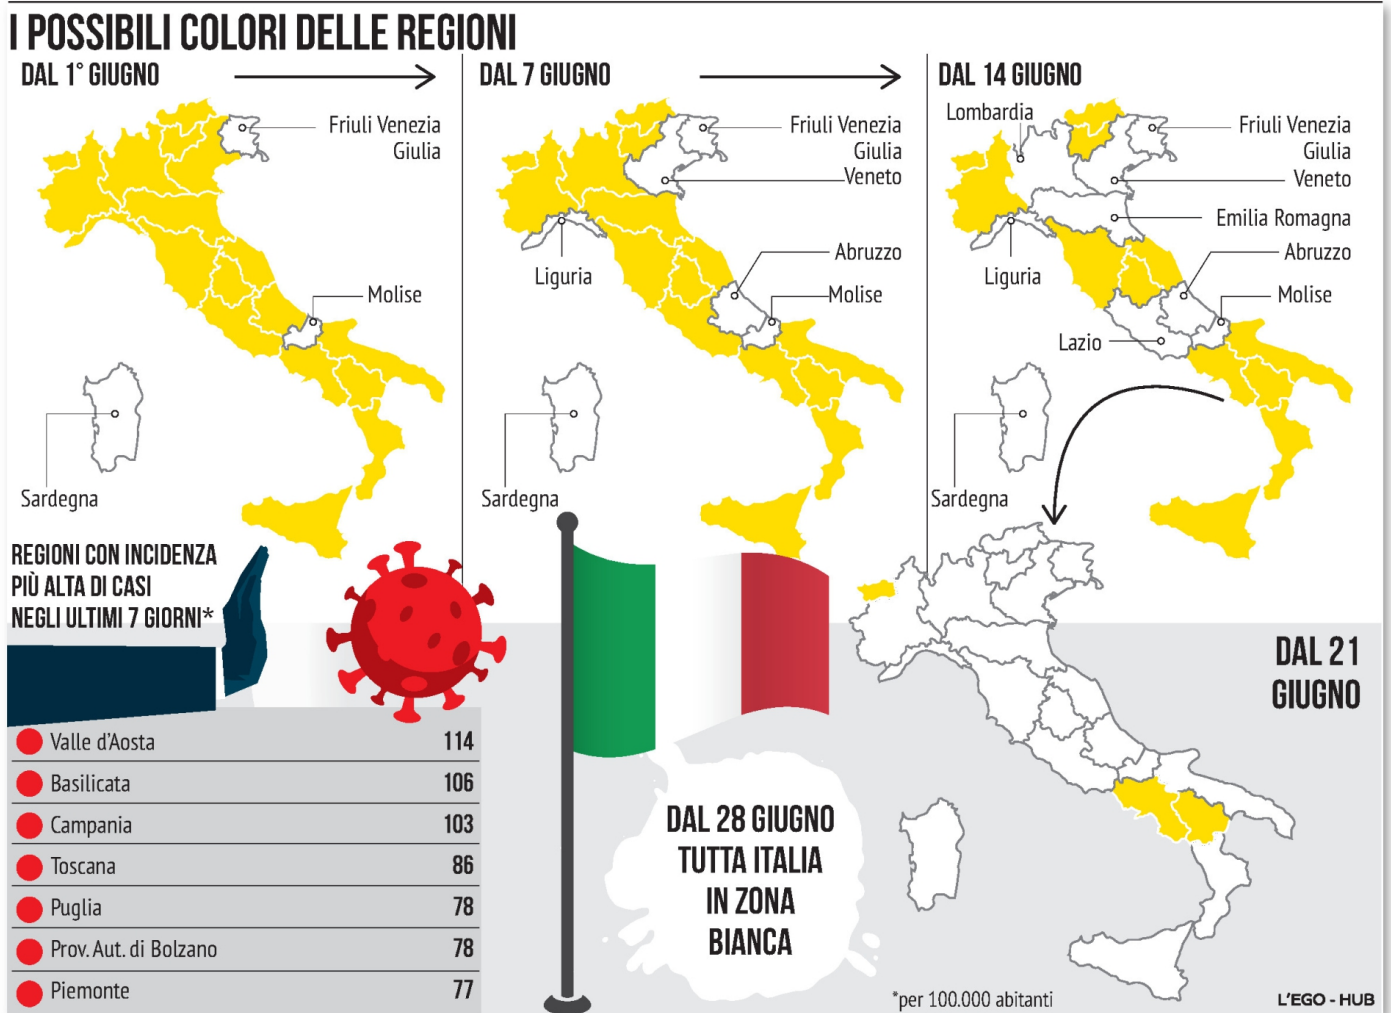 I POSSIBILI COLORI DELLE REGIONI
DAL 1° GIUGNO
Friuli Venezia
Giulia
Molise
Sardegna
DAL 7 GIUGNO
Friuli Venezia
Giulia
Veneto
Liguria
Abruzzo
Molise
Sardegna
DAL 14 GIUGNO
Lombardia
Friuli Venezia
Giulia
Veneto
Emilia Romagna
Liguria
Abruzzo
Molise
Lazio
Sardegna
REGIONI CON INCIDENZA
PIÙ ALTA DI CASI
NEGLI ULTIMI 7 GIORNI*
Valle d'Aosta 114
Basilicata 106
Campania 103
Toscana 86
Puglia 78
Prov. Aut. di Bolzano 78
Piemonte 77
DAL 21
GIUGNO
DAL 28 GIUGNO
TUTTA ITALIA
IN ZONA
BIANCA
*per 100.000 abitanti
L'EGO - HUB